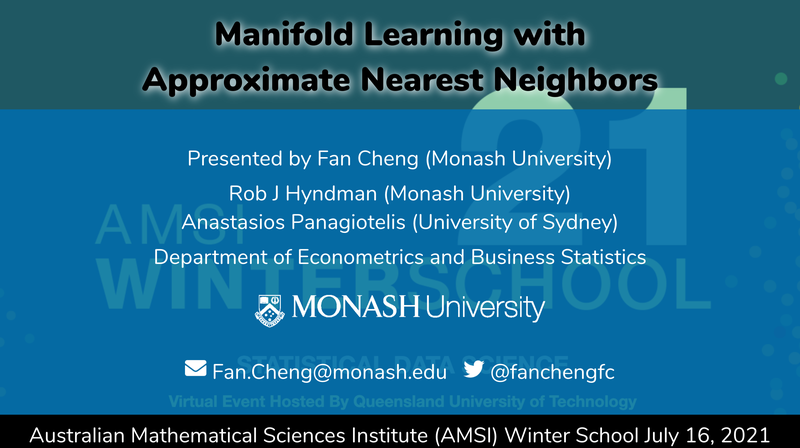 Manifold Learning with
Approximate Nearest Neighbors
21
Presented by Fan Cheng (Monash University)
Rob J Hyndman (Monash University)
Anastasios Panagiotelis (University of Sydney)
AMSI
Department of Econometrics and Business Statistics
WINTERSCHOOL
MONASH University
STATISTICAL DATA SCIENCE
Fan.Cheng@monash.edu @fanchengfc
Virtual Event Hosted By Queensland University of Technology
Australian Mathematical Sciences Institute (AMSI) Winter School July 16, 2021